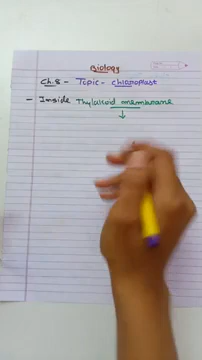 Biology
Ch.8 - Topic - chloroplast
- Inside Thylakoid membrane
↓